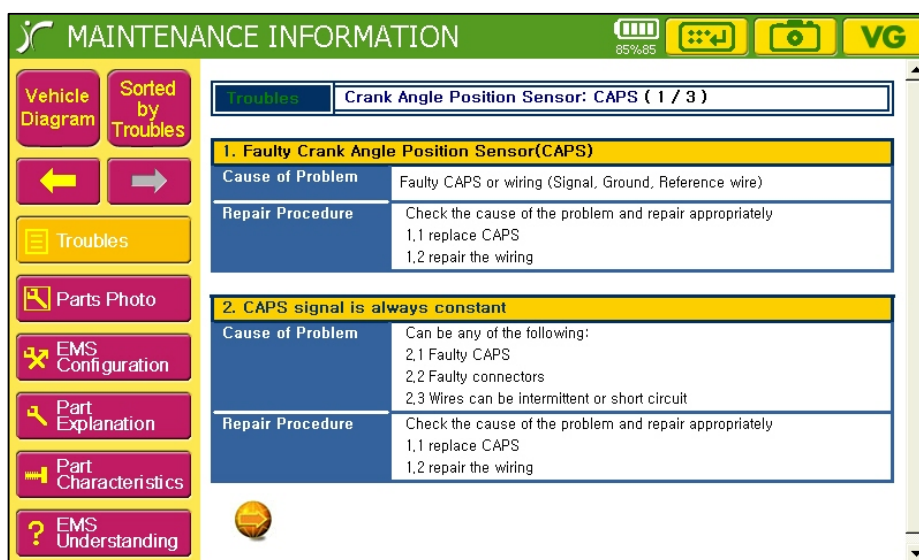 MAINTENANCE INFORMATION
85%85
VG
Vehicle
Diagram
Sorted
by
Troubles
Troubles
Parts Photo
EMS
Configuration
Part
Explanation
Part
Characteristics
? EMS
Understanding
Troubles Crank Angle Position Sensor: CAPS ( 1 / 3 )
1. Faulty Crank Angle Position Sensor(CAPS)
Cause of Problem Faulty CAPS or wiring (Signal, Ground, Reference wire)
Repair Procedure Check the cause of the problem and repair appropriately
1,1 replace CAPS
1,2 repair the wiring
2. CAPS signal is always constant
Cause of Problem Can be any of the following:
2,1 Faulty CAPS
2,2 Faulty connectors
2,3 Wires can be intermittent or short circuit
Repair Procedure Check the cause of the problem and repair appropriately
1,1 replace CAPS
1,2 repair the wiring